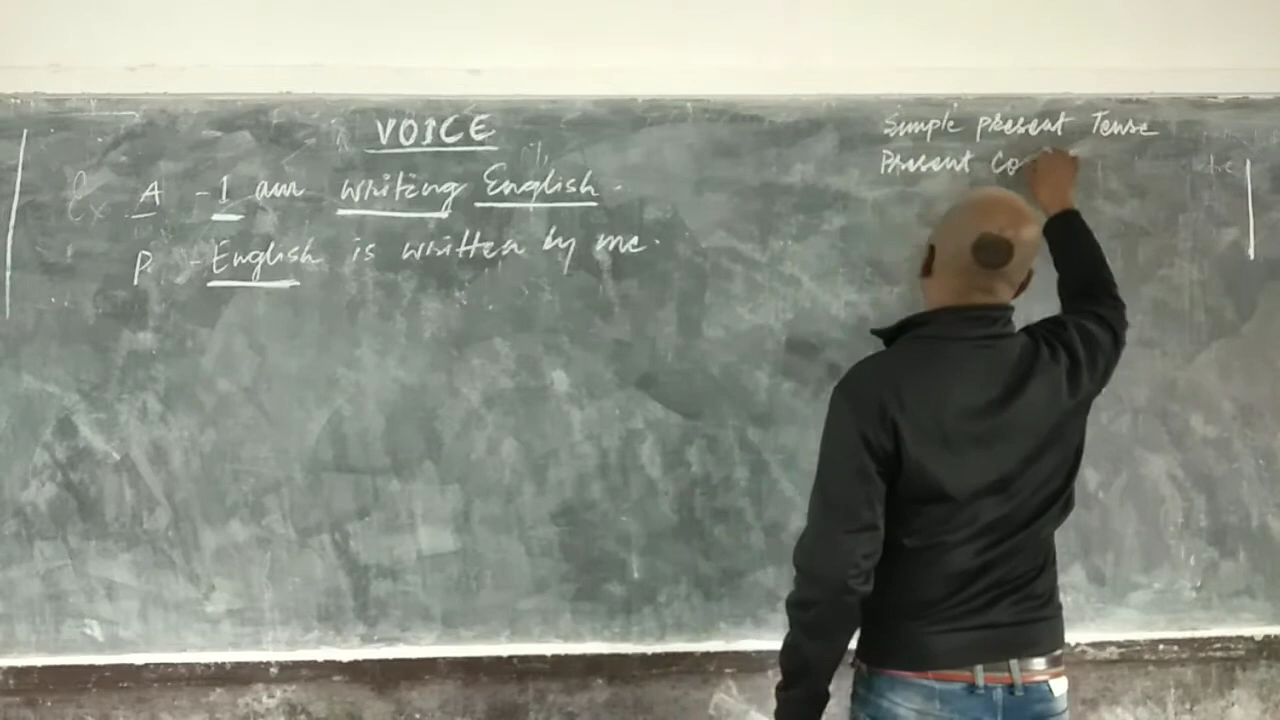 VOICE
Ex. A - I am writing English.
P. - English is written by me.
Simple present Tense
Present Co